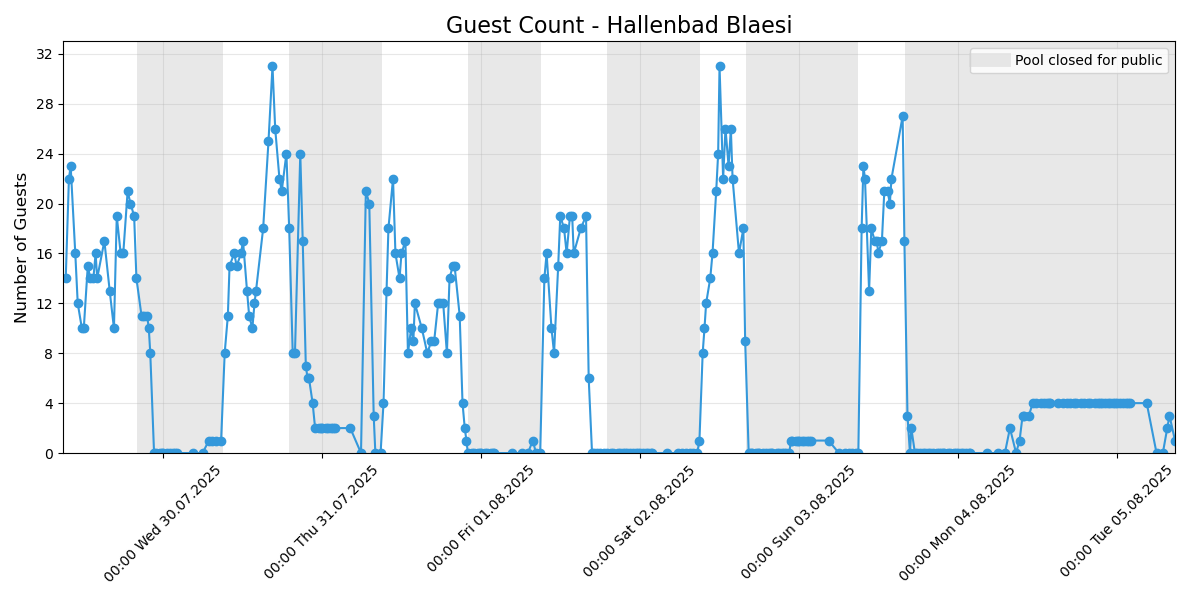 Guest Count - Hallenbad Blaesi
Pool closed for public
Number of Guests
32
28
24
20
16
12
8
4
0
00:00 Wed 30.07.2025
00:00 Thu 31.07.2025
00:00 Fri 01.08.2025
00:00 Sat 02.08.2025
00:00 Sun 03.08.2025
00:00 Mon 04.08.2025
00:00 Tue 05.08.2025